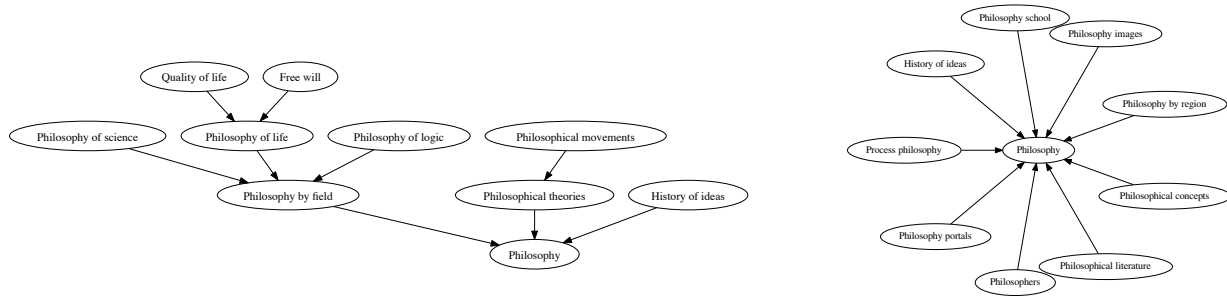 Quality of life
Free will
Philosophy of science
Philosophy of life
Philosophy of logic
Philosophical movements
Philosophy by field
Philosophical theories
History of ideas
Philosophy
Philosophy school
Philosophy images
History of ideas
Philosophy by region
Process philosophy
Philosophy
Philosophical concepts
Philosophy portals
Philosophical literature
Philosophers